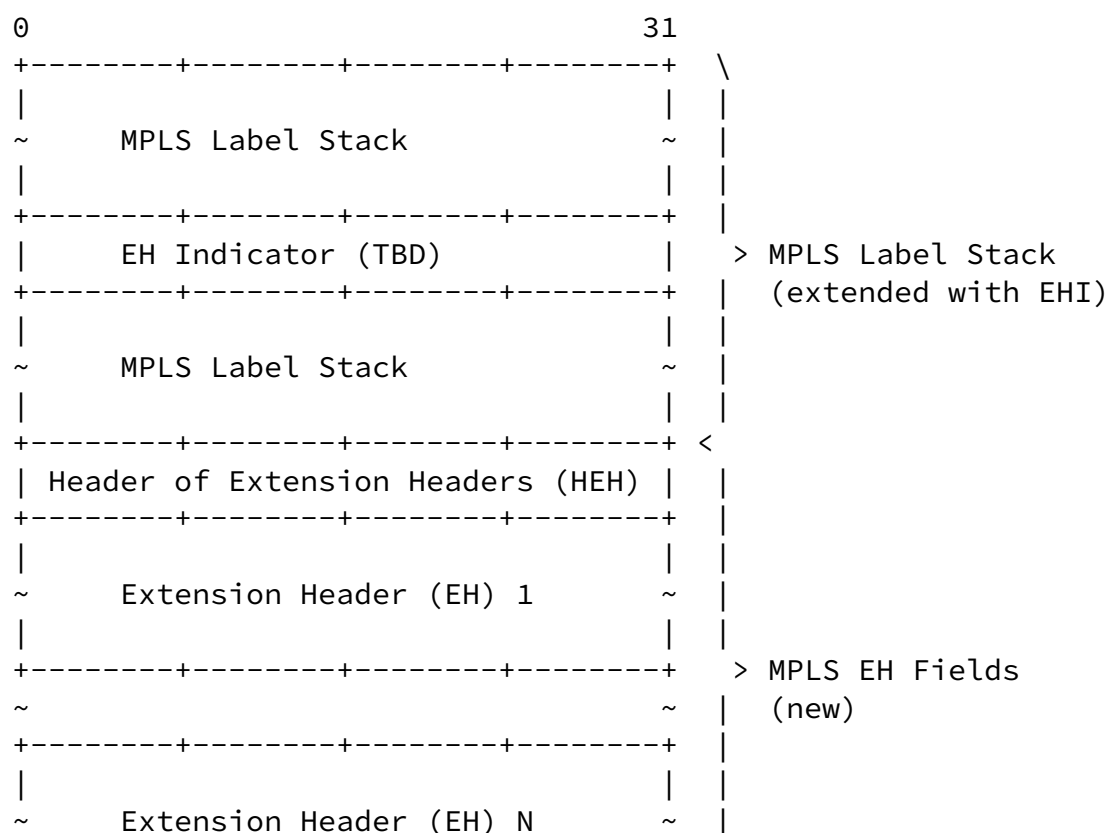 0                                31
+--------+--------+--------+--------+  \
|                                   |  |
~     MPLS Label Stack              ~  |
|                                   |  |
+--------+--------+--------+--------+  |
|     EH Indicator (TBD)            |   > MPLS Label Stack
+--------+--------+--------+--------+  |  (extended with EHI)
|                                   |  |
~     MPLS Label Stack              ~  |
|                                   |  |
+--------+--------+--------+--------+ <
| Header of Extension Headers (HEH) |  |
+--------+--------+--------+--------+  |
|                                   |  |
~     Extension Header (EH) 1       ~  |
|                                   |  |
+--------+--------+--------+--------+   > MPLS EH Fields
~                                   ~  |  (new)
+--------+--------+--------+--------+  |
|                                   |  |
~     Extension Header (EH) N       ~  |